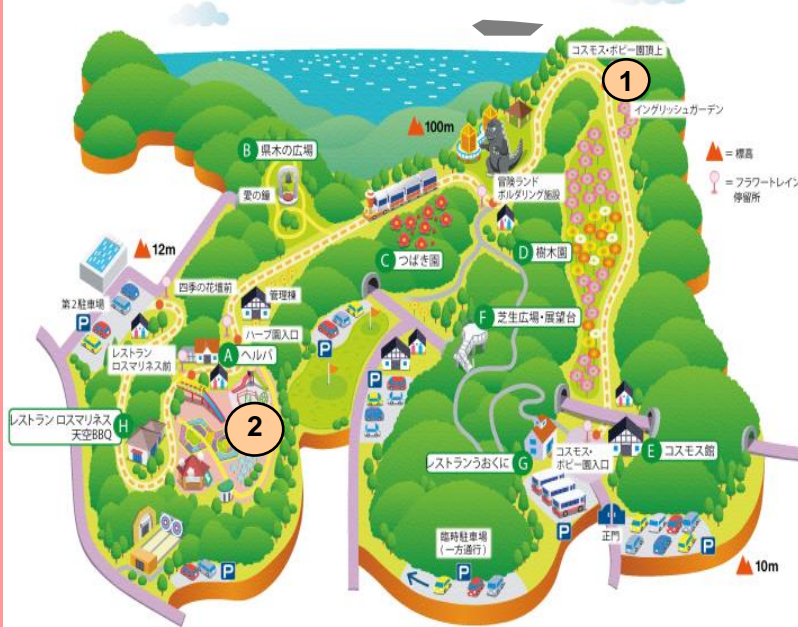 コスモス・ポピー園頂上
1
イングリッシュガーデン
100m
= 標高
= フラワートレイン
停留所
B 県木の広場
愛の鐘
冒険ランド
ボルダリング施設
12m
C つばき園
D 樹木園
第2駐車場
P
四季の花壇前
管理棟
F 芝生広場・展望台
ハーブ園入口
P
レストラン
ロスマリネス前
A ヘルバ
P
2
レストラン ロスマリネス
天空BBQ
H
レストランうおくに G
コスモス・
ポピー園入口
E コスモス館
P
正門
臨時駐車場
(一方通行)
P
P
P
10m